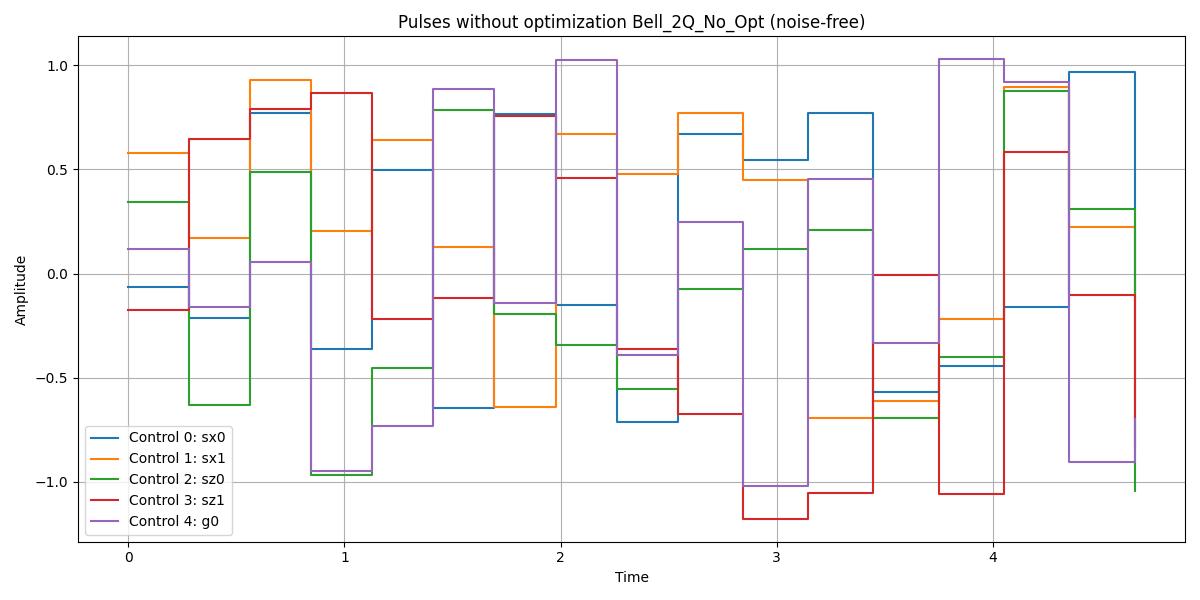 Pulses without optimization Bell_2Q_No_Opt (noise-free)
Amplitude
1.0
0.5
0.0
−0.5
−1.0
Control 0: sx0
Control 1: sx1
Control 2: sz0
Control 3: sz1
Control 4: g0
0 1 2 3 4
Time